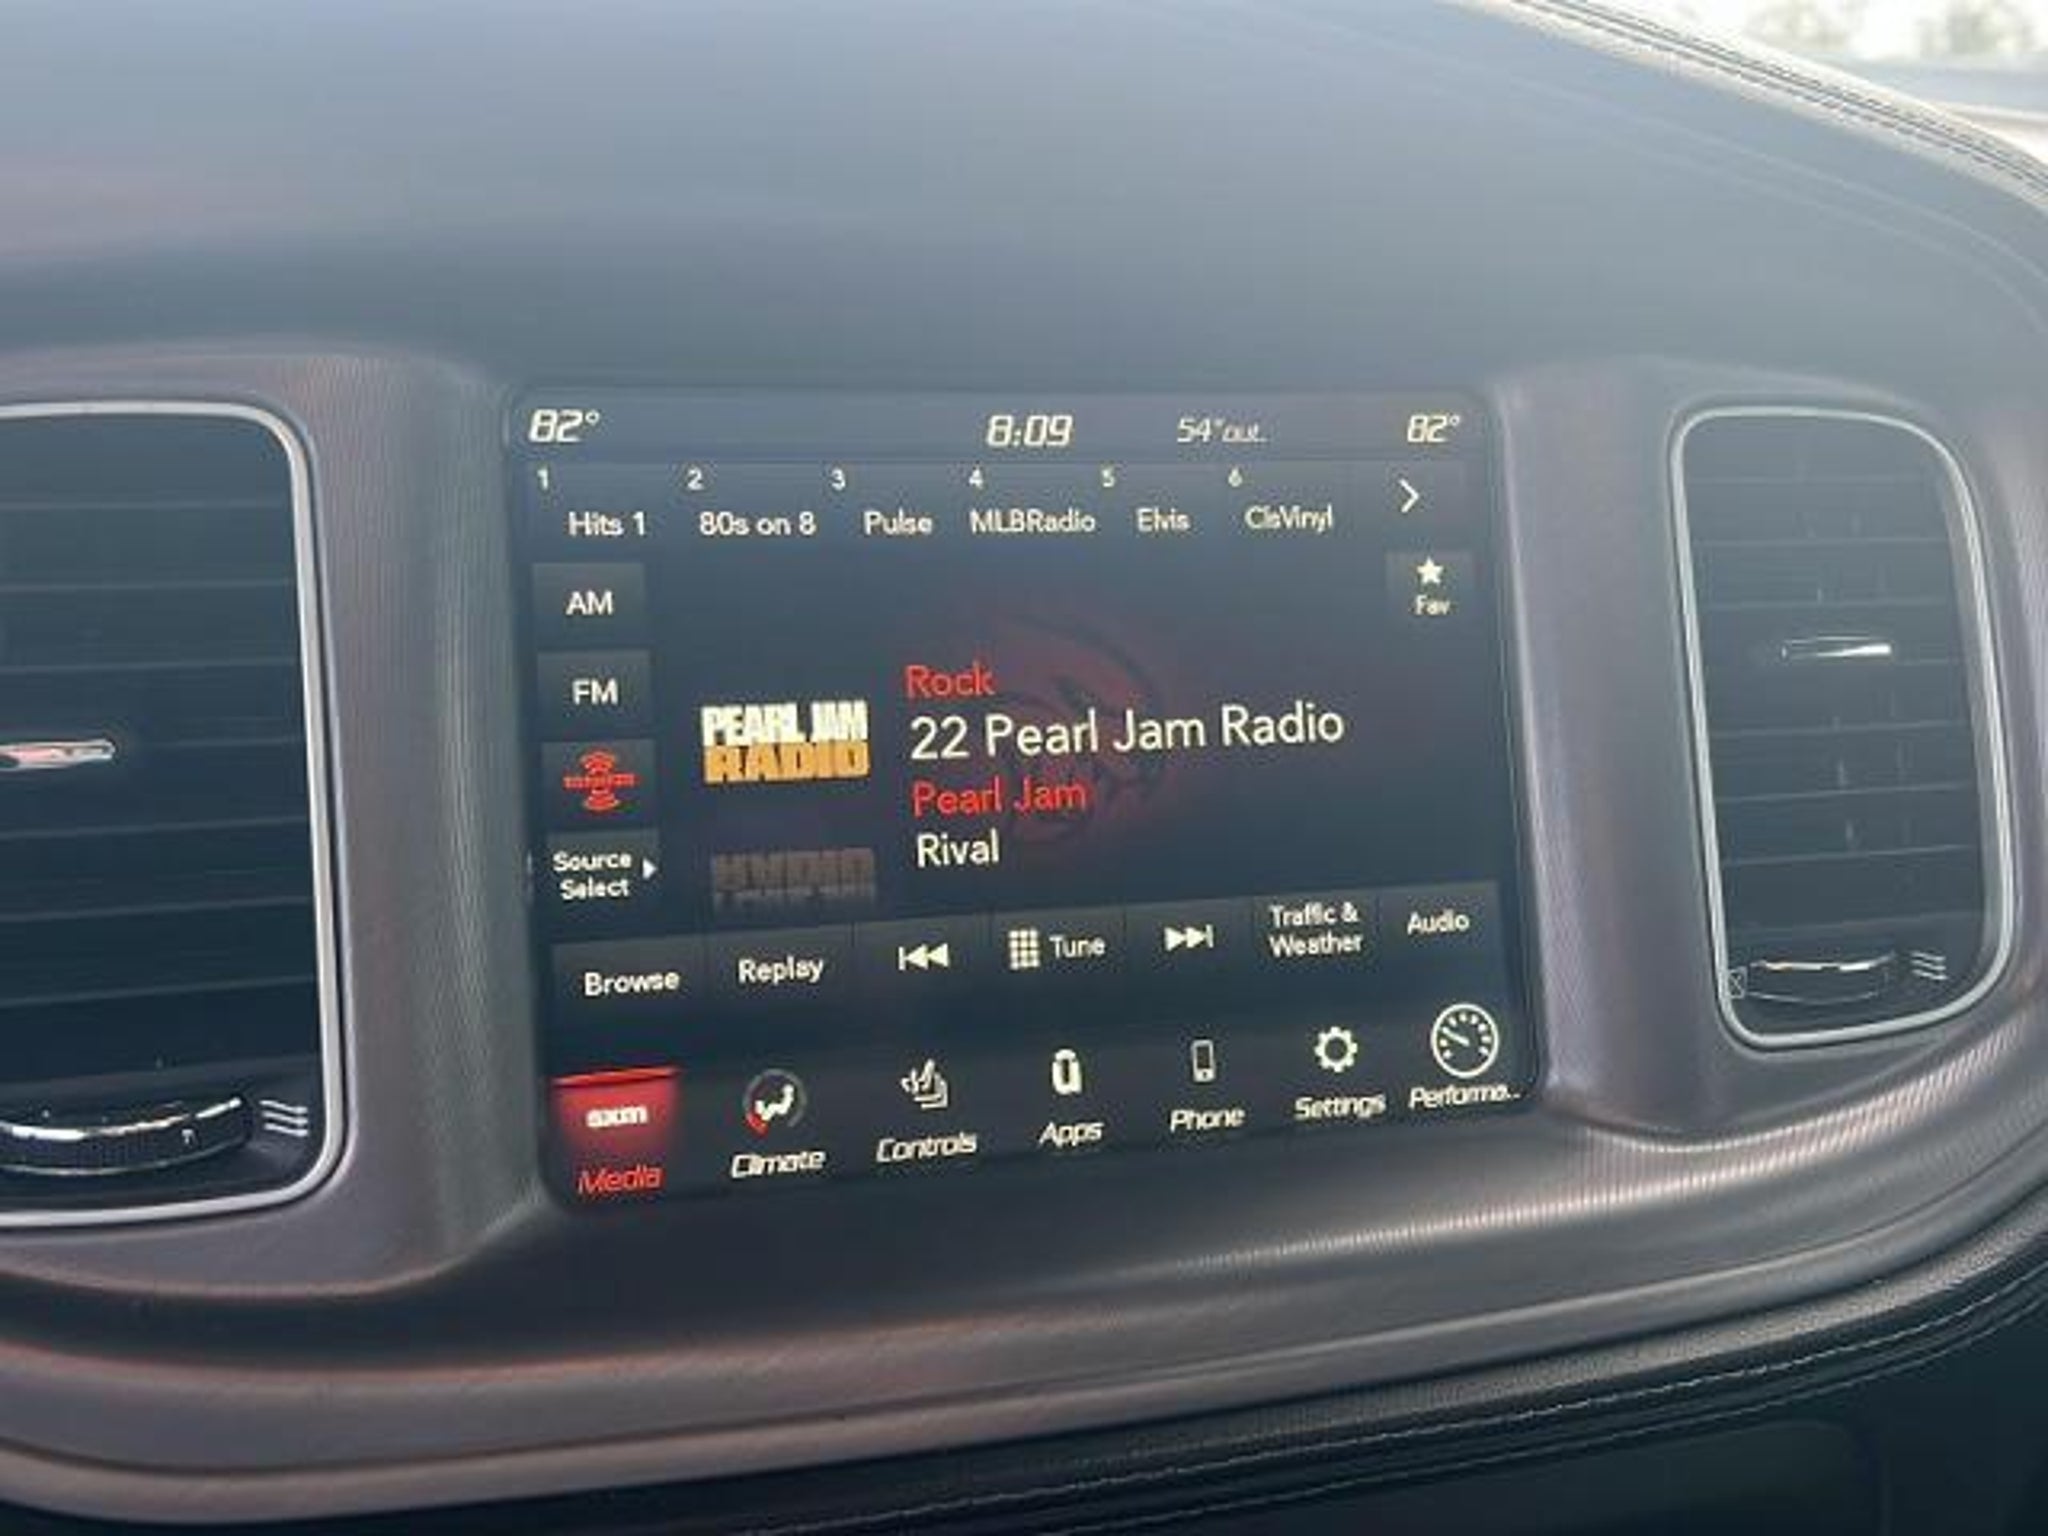 82°
8:09
54° out.
82°
1
2
3
4
5
6
Hits 1
80s on 8
Pulse
MLBRadio
Elvis
ClsVinyl
AM
Fav
FM
Rock
PEARL JAM
RADIO
22 Pearl Jam Radio
Pearl Jam
Rival
Source
Select
Browse
Replay
Tune
Traffic &
Weather
Audio
sxm
Media
Climate
Controls
Apps
Phone
Settings
Performa...